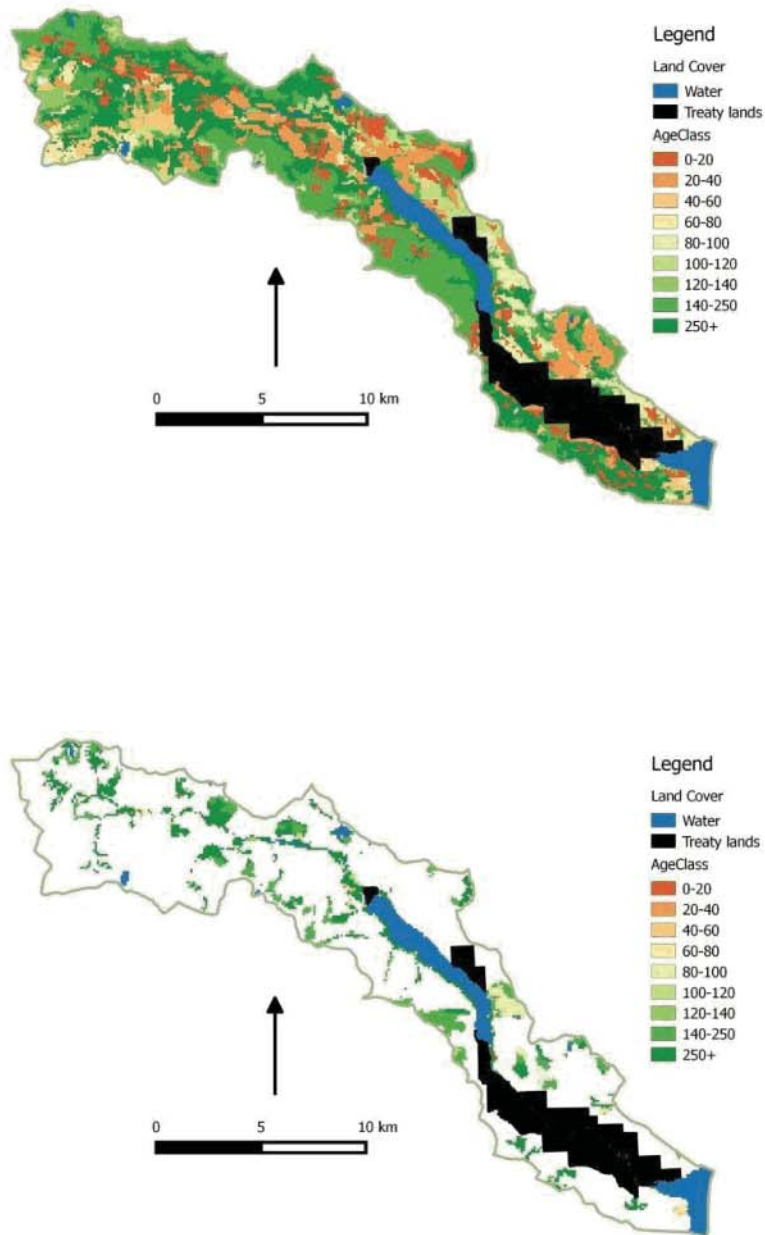 Legend
Land Cover
Water
Treaty lands
AgeClass
0-20
20-40
40-60
60-80
80-100
100-120
120-140
140-250
250+
0 5 10 km
Legend
Land Cover
Water
Treaty lands
AgeClass
0-20
20-40
40-60
60-80
80-100
100-120
120-140
140-250
250+
0 5 10 km